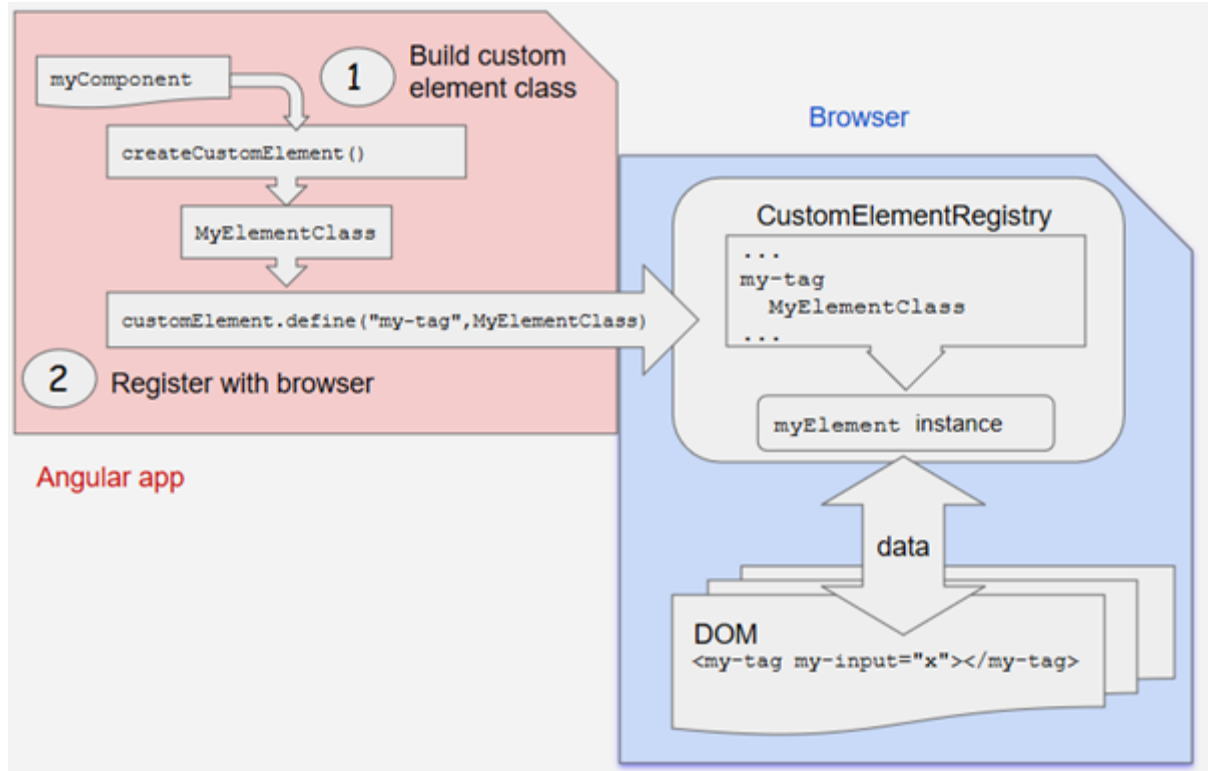 myComponent
1
Build custom
element class
createCustomElement()
MyElementClass
customElement.define("my-tag",MyElementClass)
2
Register with browser
Angular app
Browser
CustomElementRegistry
...
my-tag
MyElementClass
...
myElement instance
data
DOM
<my-tag my-input="x"></my-tag>